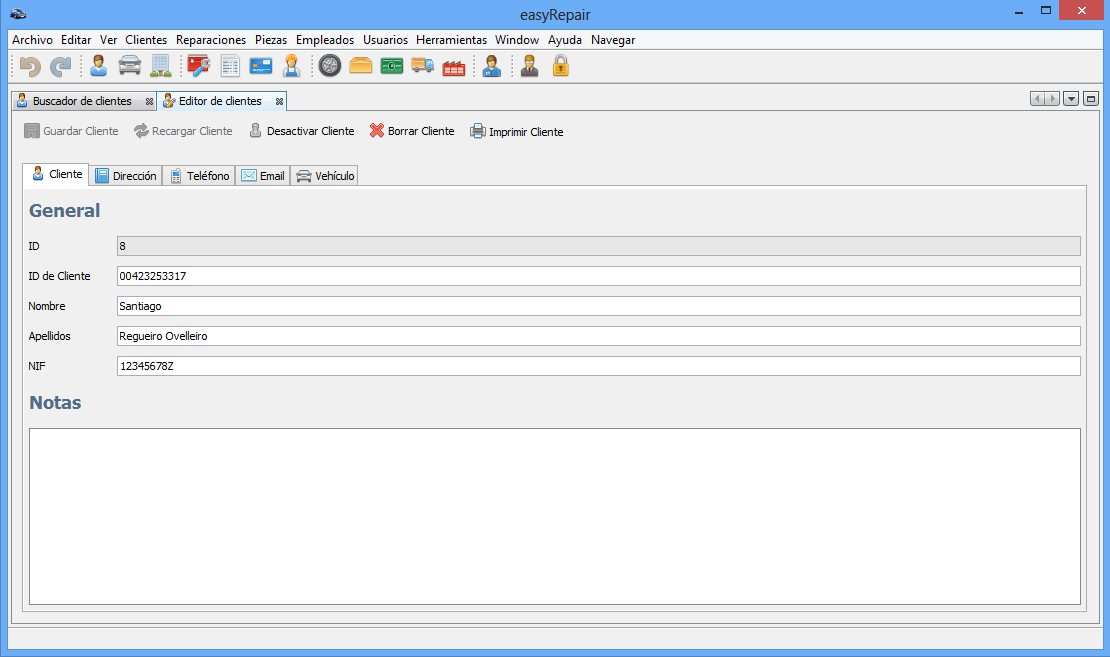 easyRepair
Archivo Editar Ver Clientes Reparaciones Piezas Empleados Usuarios Herramientas Window Ayuda Navegar
Buscador de clientes Editor de clientes
Guardar Cliente Recargar Cliente Desactivar Cliente Borrar Cliente Imprimir Cliente
Cliente Dirección Teléfono Email Vehículo
General
ID 8
ID de Cliente 00423253317
Nombre Santiago
Apellidos Regueiro Ovelleiro
NIF 12345678Z
Notas